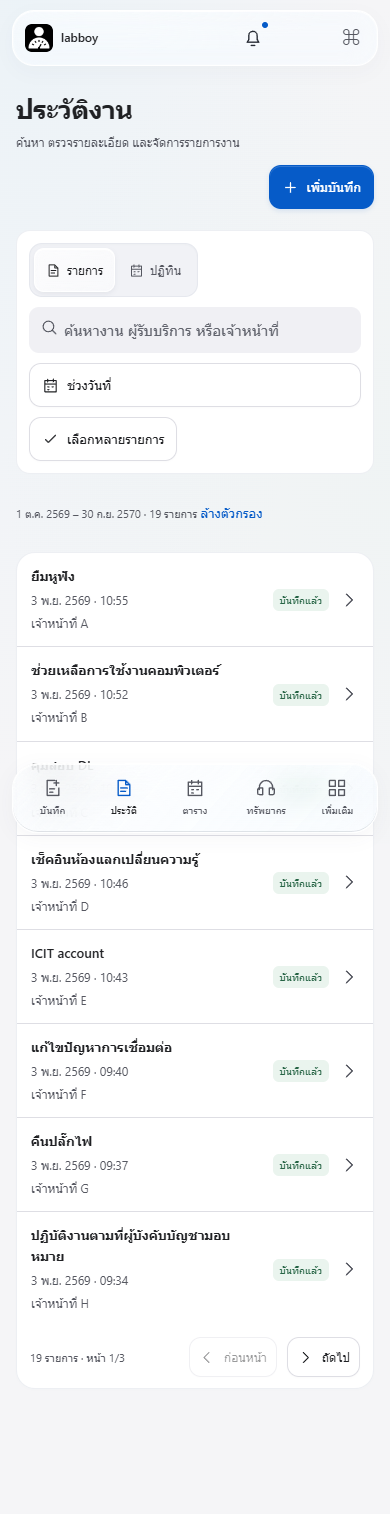 labboy
ประวัติงาน
ค้นหา ตรวจรายละเอียด และจัดการรายการงาน
เพิ่มบันทึก
รายการ
ปฏิทิน
ค้นหางาน ผู้รับบริการ หรือเจ้าหน้าที่
ช่วงวันที่
เลือกหลายรายการ
1 ต.ค. 2569 – 30 ก.ย. 2570 · 19 รายการ ล้างตัวกรอง
ยืมหูฟัง
3 พ.ย. 2569 · 10:55
เจ้าหน้าที่ A
บันทึกแล้ว
ช่วยเหลือการใช้งานคอมพิวเตอร์
3 พ.ย. 2569 · 10:52
เจ้าหน้าที่ B
บันทึกแล้ว
บันทึก
ประวัติ
ตาราง
ทรัพยากร
เพิ่มเติม
เช็คอินห้องแลกเปลี่ยนความรู้
3 พ.ย. 2569 · 10:46
เจ้าหน้าที่ D
บันทึกแล้ว
ICIT account
3 พ.ย. 2569 · 10:43
เจ้าหน้าที่ E
บันทึกแล้ว
แก้ไขปัญหาการเชื่อมต่อ
3 พ.ย. 2569 · 09:40
เจ้าหน้าที่ F
บันทึกแล้ว
คืนปลั๊กไฟ
3 พ.ย. 2569 · 09:37
เจ้าหน้าที่ G
บันทึกแล้ว
ปฏิบัติงานตามที่ผู้บังคับบัญชามอบ
หมาย
3 พ.ย. 2569 · 09:34
เจ้าหน้าที่ H
บันทึกแล้ว
19 รายการ · หน้า 1/3
ก่อนหน้า
ถัดไป